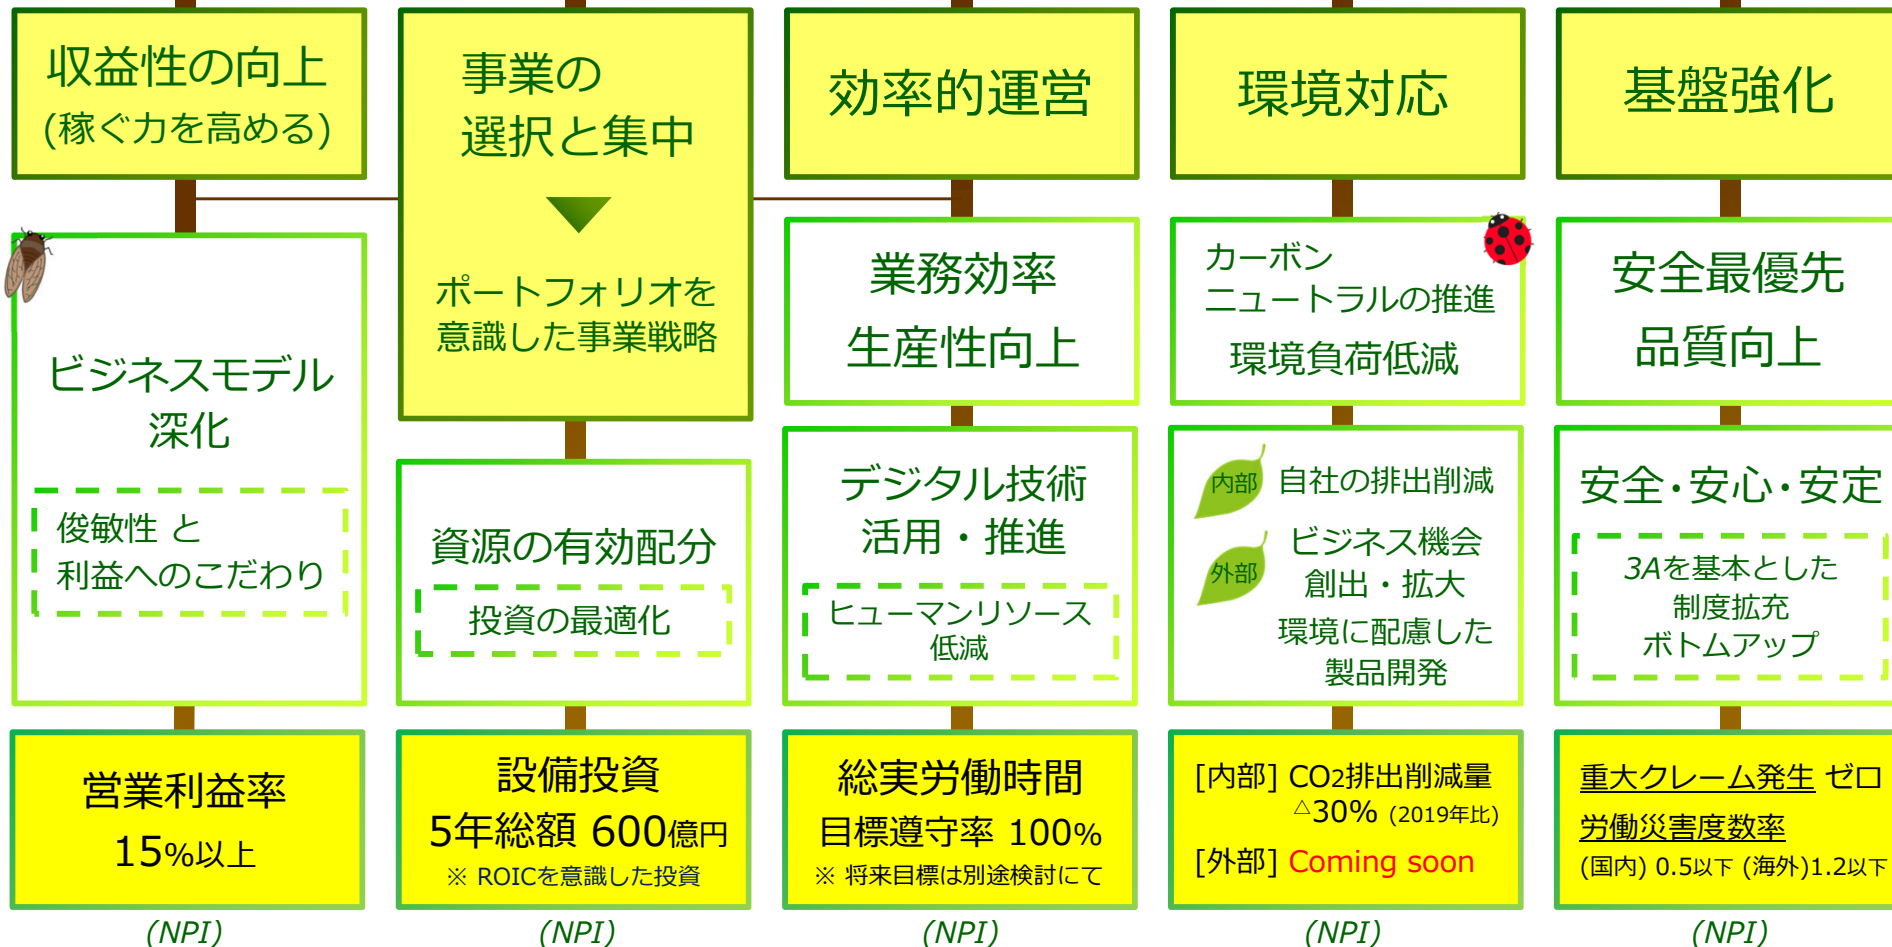 収益性の向上
(稼ぐ力を高める)
ビジネスモデル
深化
俊敏性 と
利益へのこだわり
営業利益率
15%以上
(NPI)
事業の
選択と集中
ポートフォリオを
意識した事業戦略
資源の有効配分
投資の最適化
設備投資
5年総額 600億円
※ ROICを意識した投資
(NPI)
効率的運営
業務効率
生産性向上
デジタル技術
活用・推進
ヒューマンリソース
低減
総実労働時間
目標遵守率 100%
※ 将来目標は別途検討にて
(NPI)
環境対応
カーボン
ニュートラルの推進
環境負荷低減
内部 自社の排出削減
外部 ビジネス機会
創出・拡大
環境に配慮した
製品開発
[内部] CO2排出削減量
△30% (2019年比)
[外部] Coming soon
(NPI)
基盤強化
安全最優先
品質向上
安全・安心・安定
3Aを基本とした
制度拡充
ボトムアップ
重大クレーム発生 ゼロ
労働災害度数率
(国内) 0.5以下 (海外)1.2以下
(NPI)